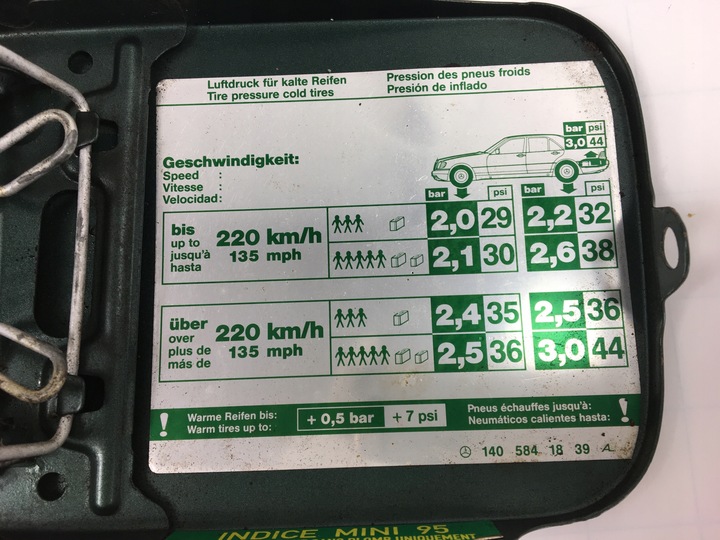 Luftdruck für kalte Reifen
Tire pressure cold tires
Pression des pneus froids
Presión de inflado
bar psi
3,0 44
Geschwindigkeit:
Speed :
Vitesse :
Velocidad:
bar psi bar psi
bis
up to
jusqu'à
hasta
220 km/h
135 mph
2,0 29 2,2 32
2,1 30 2,6 38
über
over
plus de
más de
220 km/h
135 mph
2,4 35 2,5 36
2,5 36 3,0 44
! Warme Reifen bis:
Warm tires up to:
+ 0,5 bar + 7 psi
Pneus échauffes jusqu'à:
Neumáticos calientes hasta: !
140 584 18 39 A
INDICE MINI 95
PLOMB UNIQUEMENT